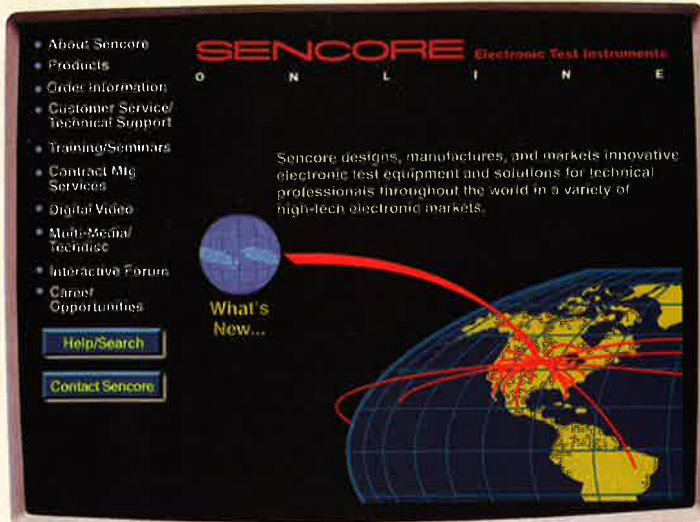 About Sencore
Products
Order Information
Customer Service/
Technical Support
Training/Seminars
Contract Mfg
Services
Digital Video
Multi-Media/
Techdisc
Interactive Forum
Career
Opportunities
Help/Search
Contact Sencore
SENCORE Electronic Test Instruments
O N L I N E
Sencore designs, manufactures, and markets innovative
electronic test equipment and solutions for technical
professionals throughout the world in a variety of
high-tech electronic markets.
What's
New...